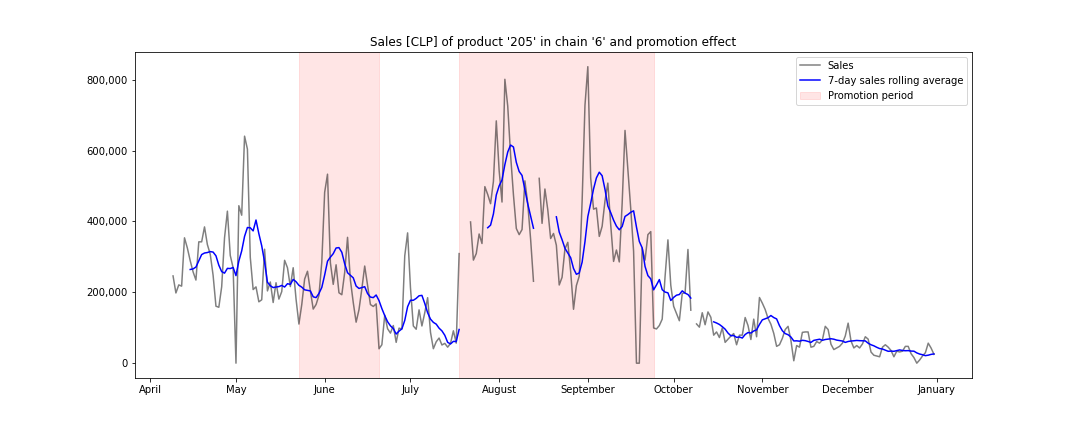 Sales [CLP] of product '205' in chain '6' and promotion effect
Sales
7-day sales rolling average
Promotion period
800,000
600,000
400,000
200,000
0
April May June July August September October November December January